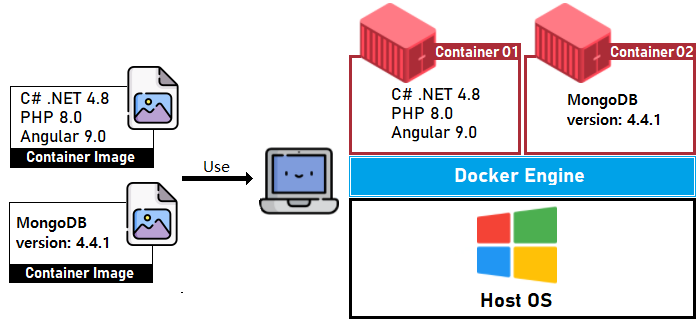 C# .NET 4.8
PHP 8.0
Angular 9.0
Container Image
MongoDB
version: 4.4.1
Container Image
Use
Container 01
C# .NET 4.8
PHP 8.0
Angular 9.0
Container 02
MongoDB
version: 4.4.1
Docker Engine
Host OS